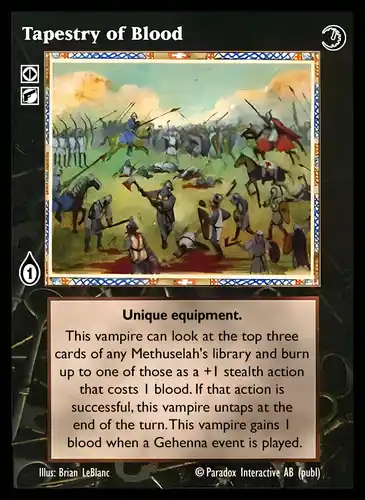 Tapestry of Blood
1
Unique equipment.
This vampire can look at the top three
cards of any Methuselah's library and burn
up to one of those as a +1 stealth action
that costs 1 blood. If that action is
successful, this vampire untaps at the
end of the turn. This vampire gains 1
blood when a Gehenna event is played.
Illus: Brian LeBlanc
© Paradox Interactive AB (publ)